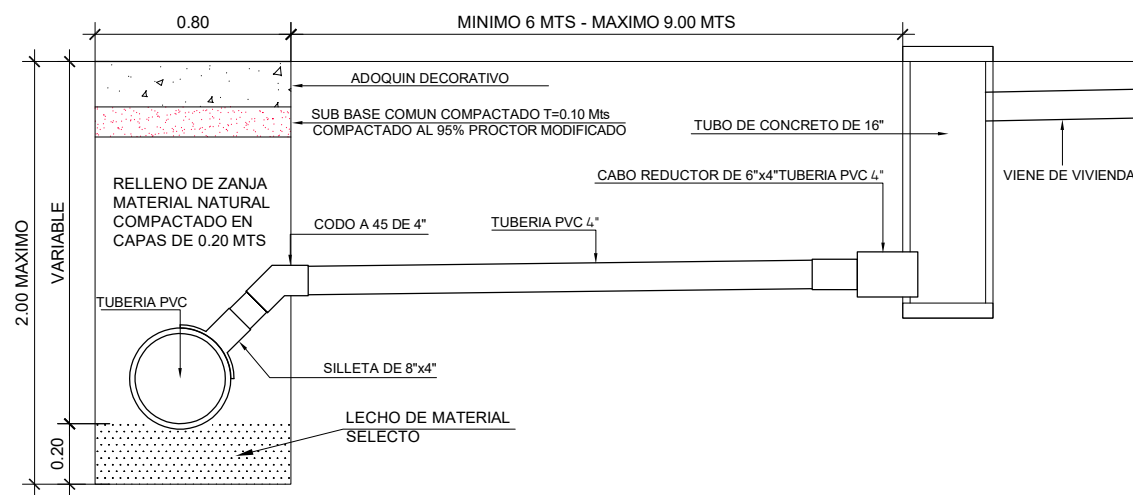 0.80
MINIMO 6 MTS - MAXIMO 9.00 MTS
ADOQUIN DECORATIVO
SUB BASE COMUN COMPACTADO T=0.10 Mts
COMPACTADO AL 95% PROCTOR MODIFICADO
TUBO DE CONCRETO DE 16"
VIENE DE VIVIENDA
CABO REDUCTOR DE 6"x4"TUBERIA PVC 4"
RELLENO DE ZANJA
MATERIAL NATURAL
COMPACTADO EN
CAPAS DE 0.20 MTS
CODO A 45 DE 4"
TUBERIA PVC 4"
2.00 MAXIMO
VARIABLE
TUBERIA PVC
SILLETA DE 8"x4"
LECHO DE MATERIAL
SELECTO
0.20